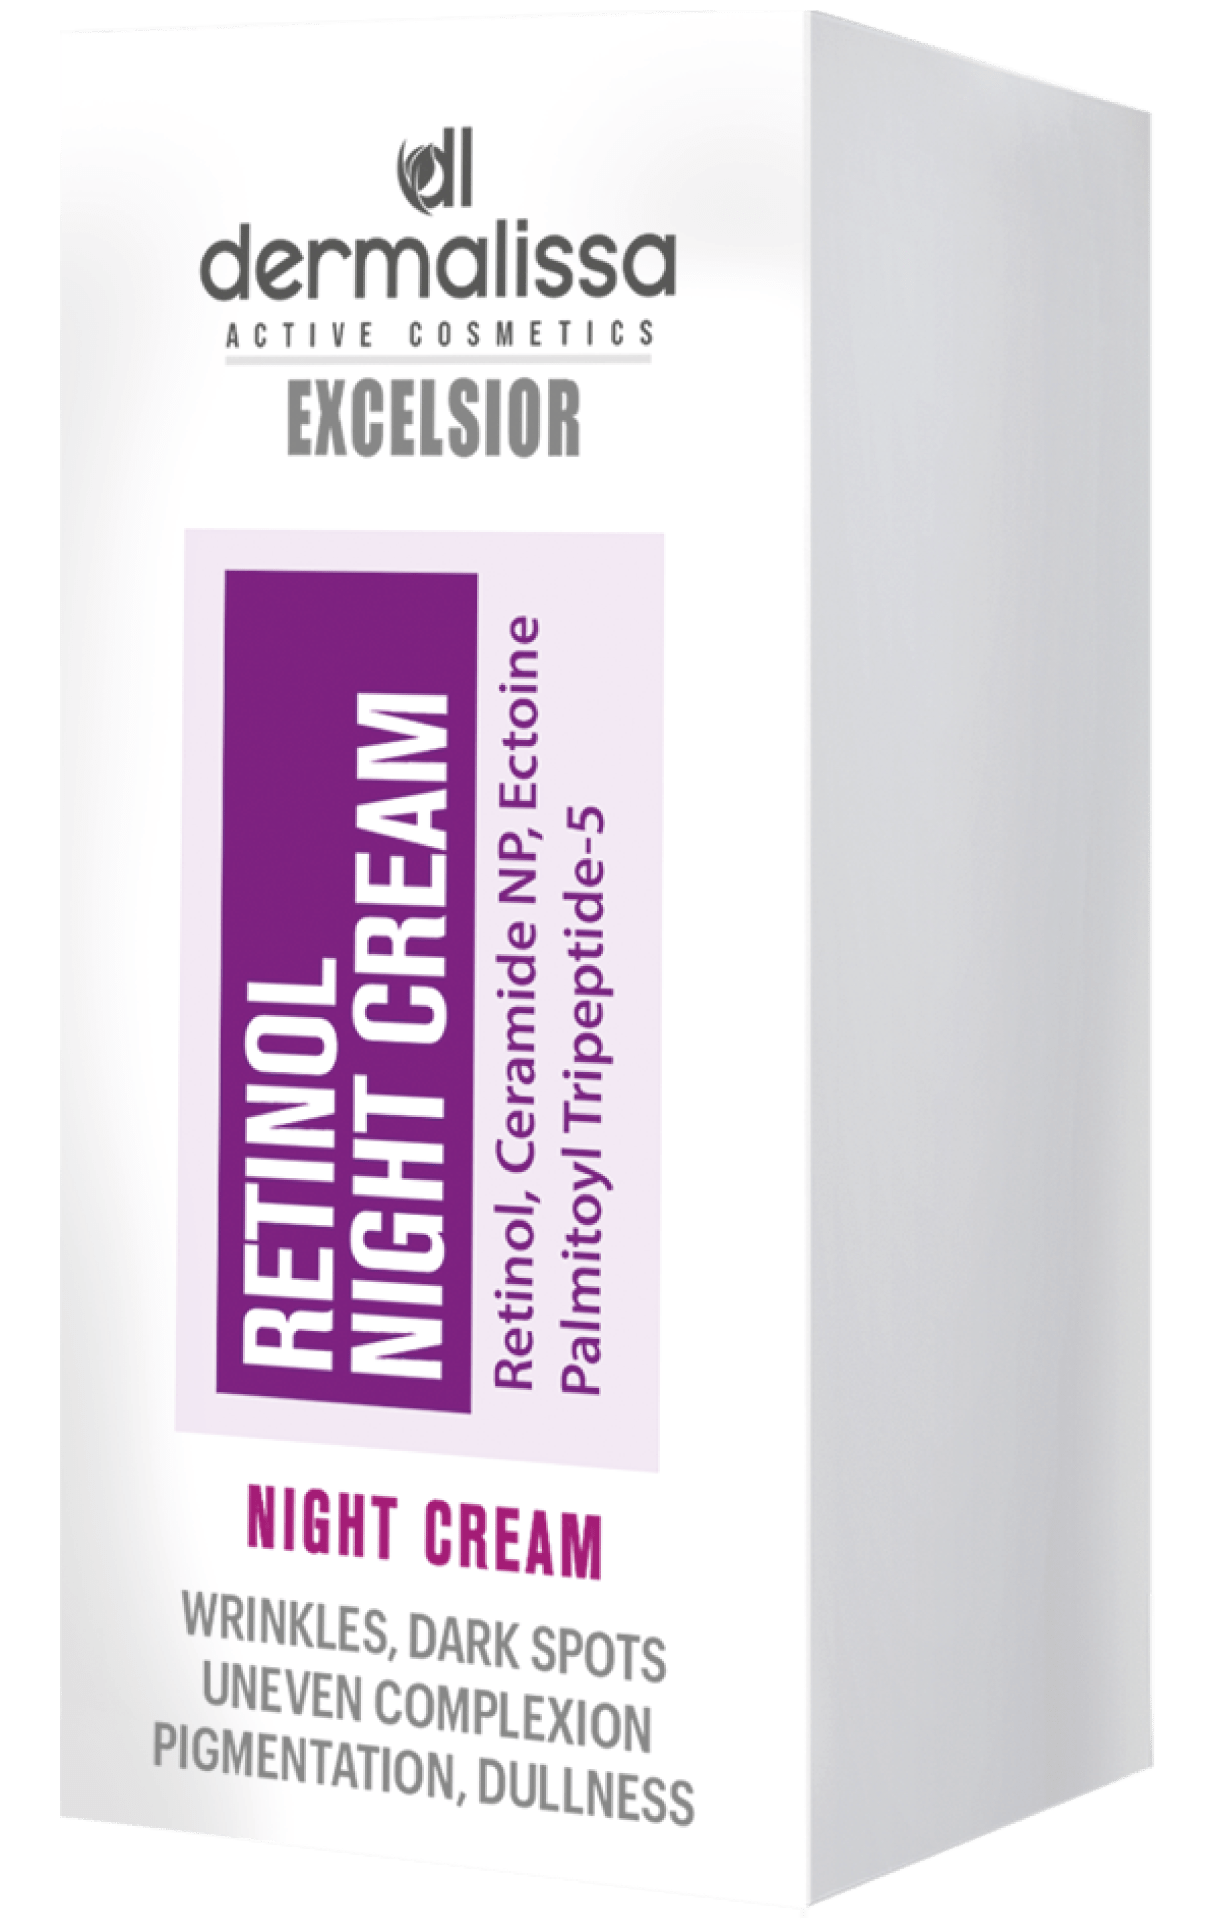 dl
dermalissa
ACTIVE COSMETICS
EXCELSIOR
RETINOL
NIGHT CREAM
Retinol, Ceramide NP, Ectoine
Palmitoyl Tripeptide-5
NIGHT CREAM
WRINKLES, DARK SPOTS
UNEVEN COMPLEXION
PIGMENTATION, DULLNESS